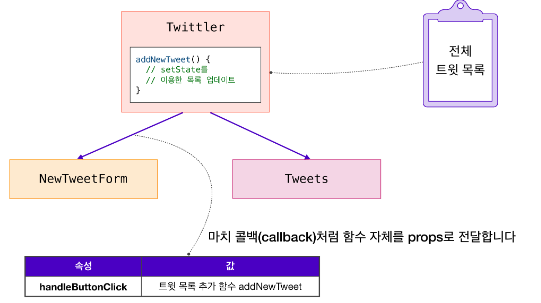 Twittler
전체
트윗 목록
addNewTweet() {
// setState를
// 이용한 목록 업데이트
}
NewTweetForm
Tweets
마치 콜백(callback)처럼 함수 자체를 props로 전달합니다
속성 값
handleButtonClick 트윗 목록 추가 함수 addNewTweet